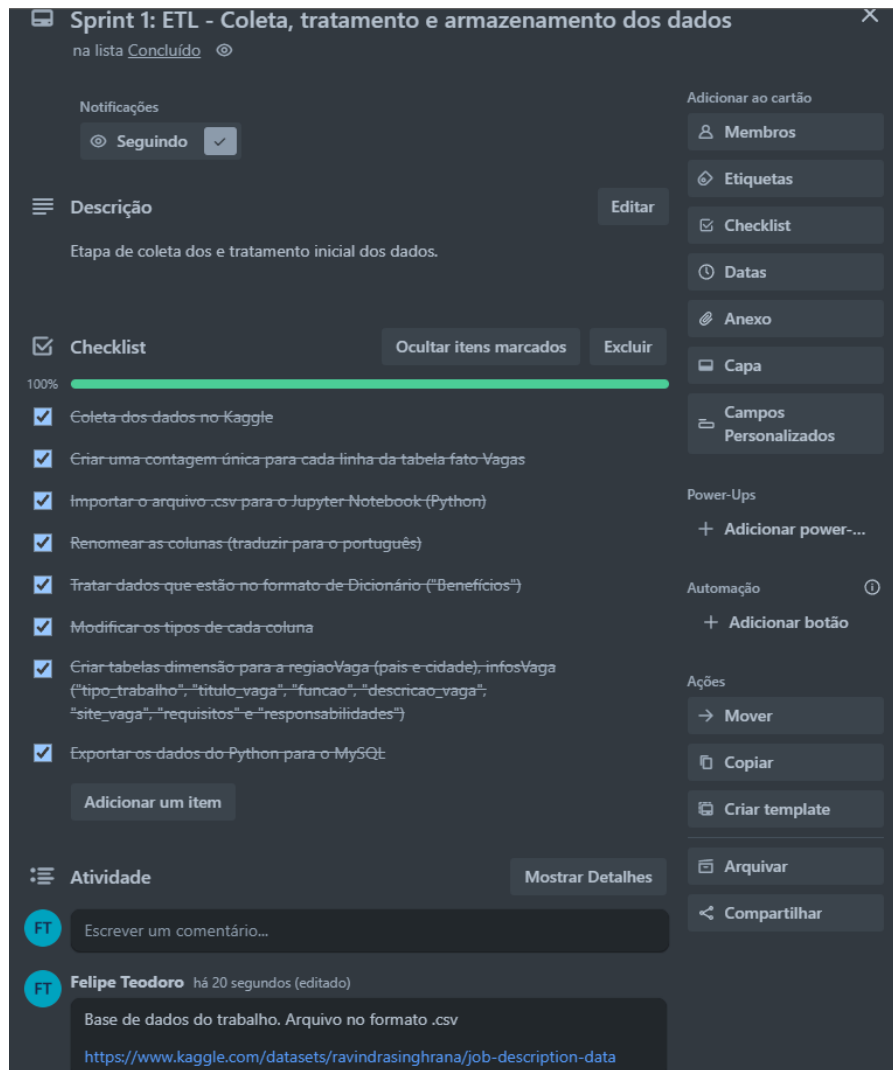 Sprint 1: ETL - Coleta, tratamento e armazenamento dos dados
na lista Concluído
Notificações
Seguindo
Descrição
Editar
Etapa de coleta dos e tratamento inicial dos dados.
Checklist
Ocultar itens marcados
Excluir
100%
Coleta dos dados no Kaggle
Criar uma contagem única para cada linha da tabela fato Vagas
Importar o arquivo .csv para o Jupyter Notebook (Python)
Renomear as colunas (traduzir para o português)
Tratar dados que estão no formato de Dicionário ("Benefícios")
Modificar os tipos de cada coluna
Criar tabelas dimensão para a regiaoVaga (pais e cidade), infosVaga
("tipo_trabalho", "titulo_vaga", "funcao", "descricao_vaga",
"site_vaga", "requisitos" e "responsabilidades")
Exportar os dados do Python para o MySQL
Adicionar um item
Atividade
Mostrar Detalhes
FT
Escrever um comentário...
FT
Felipe Teodoro há 20 segundos (editado)
Base de dados do trabalho. Arquivo no formato .csv
https://www.kaggle.com/datasets/ravindrasinghrana/job-description-data
Adicionar ao cartão
Membros
Etiquetas
Checklist
Datas
Anexo
Capa
Campos
Personalizados
Power-Ups
+ Adicionar power-...
Automação
+ Adicionar botão
Ações
Mover
Copiar
Criar template
Arquivar
Compartilhar